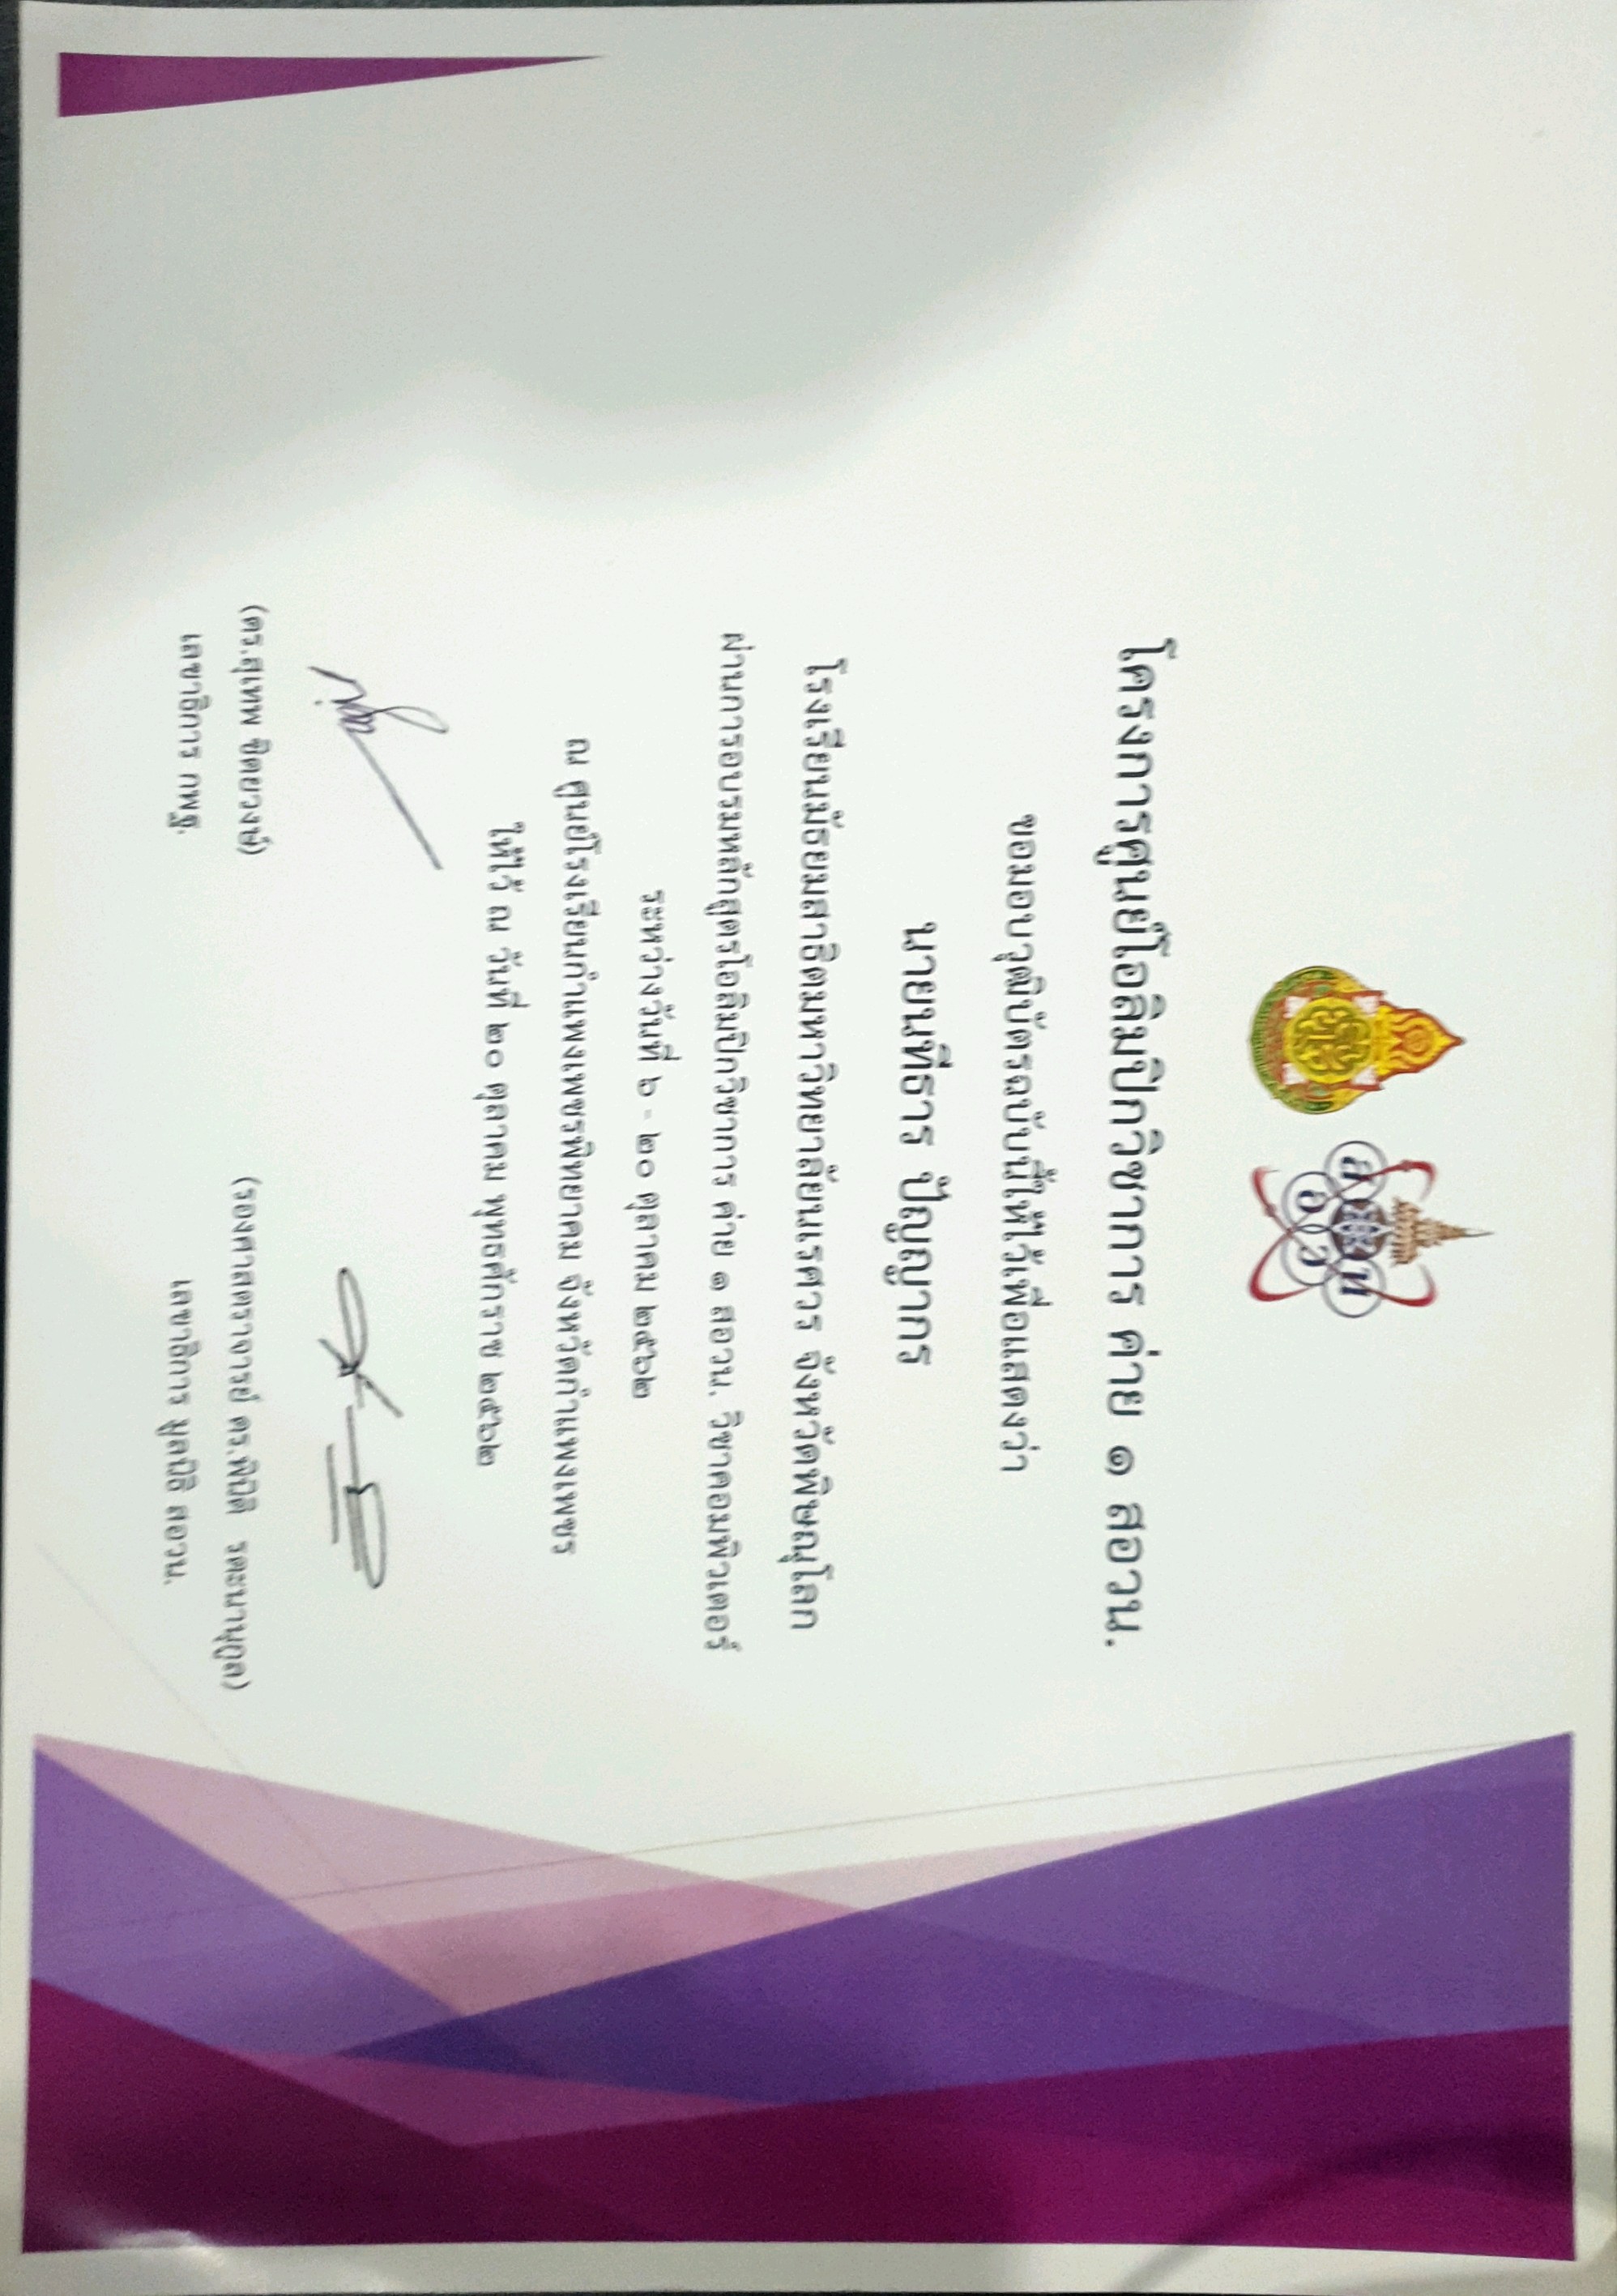 ส อ ว น
โครงการศูนย์โอลิมปิกวิชาการ ค่าย ๑ สอวน.
ขอมอบวุฒิบัตรฉบับนี้ให้ไว้เพื่อแสดงว่า
นายนทีธาร ปัญญากร
โรงเรียนมัธยมสาธิตมหาวิทยาลัยนเรศวร จังหวัดพิษณุโลก
ผ่านการอบรมหลักสูตรโอลิมปิกวิชาการ ค่าย ๑ สอวน. วิชาคอมพิวเตอร์
ระหว่างวันที่ ๖ - ๒๐ ตุลาคม ๒๕๖๒
ณ ศูนย์โรงเรียนกำแพงเพชรพิทยาคม จังหวัดกำแพงเพชร
ให้ไว้ ณ วันที่ ๒๐ ตุลาคม พุทธศักราช ๒๕๖๒
(ดร.สุเทพ ชิตยวงษ์)
เลขาธิการ กพฐ.
(รองศาสตราจารย์ ดร.พินิติ รตะนานุกูล)
เลขาธิการ มูลนิธิ สอวน.